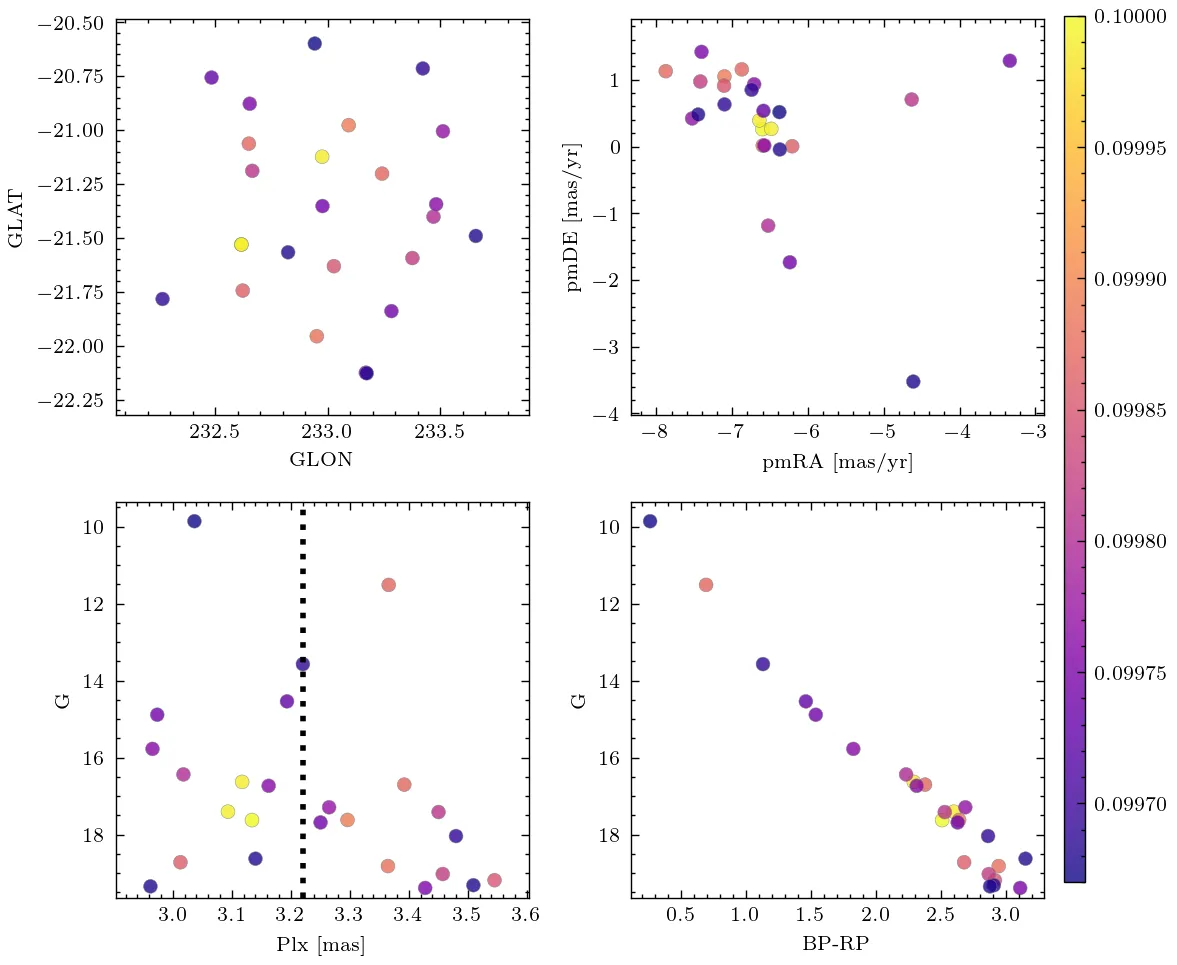 −20.50
−20.75
−21.00
−21.25
−21.50
−21.75
−22.00
−22.25
GLAT
232.5 233.0 233.5
GLON
1
0
−1
−2
−3
−4
pmDE [mas/yr]
−8 −7 −6 −5 −4 −3
pmRA [mas/yr]
0.10000
0.09995
0.09990
0.09985
0.09980
0.09975
0.09970
10
12
14
16
18
G
3.0 3.1 3.2 3.3 3.4 3.5 3.6
Plx [mas]
10
12
14
16
18
G
0.5 1.0 1.5 2.0 2.5 3.0
BP-RP